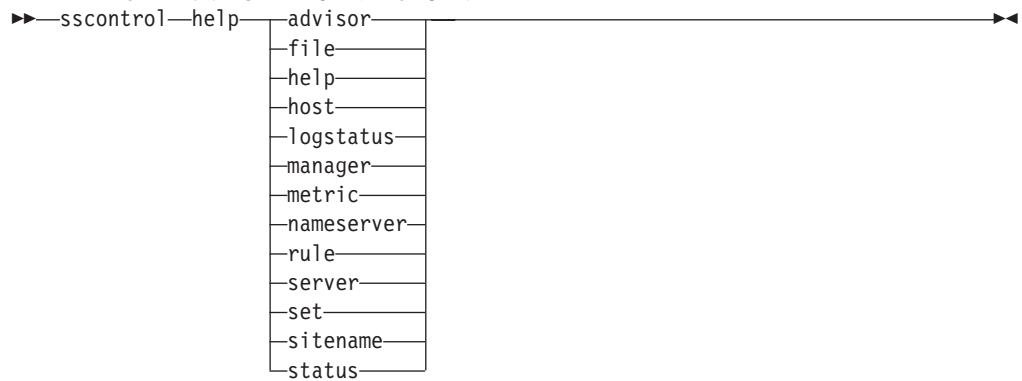 sscontrol help advisor
file
help
host
logstatus
manager
metric
nameserver
rule
server
set
sitename
status